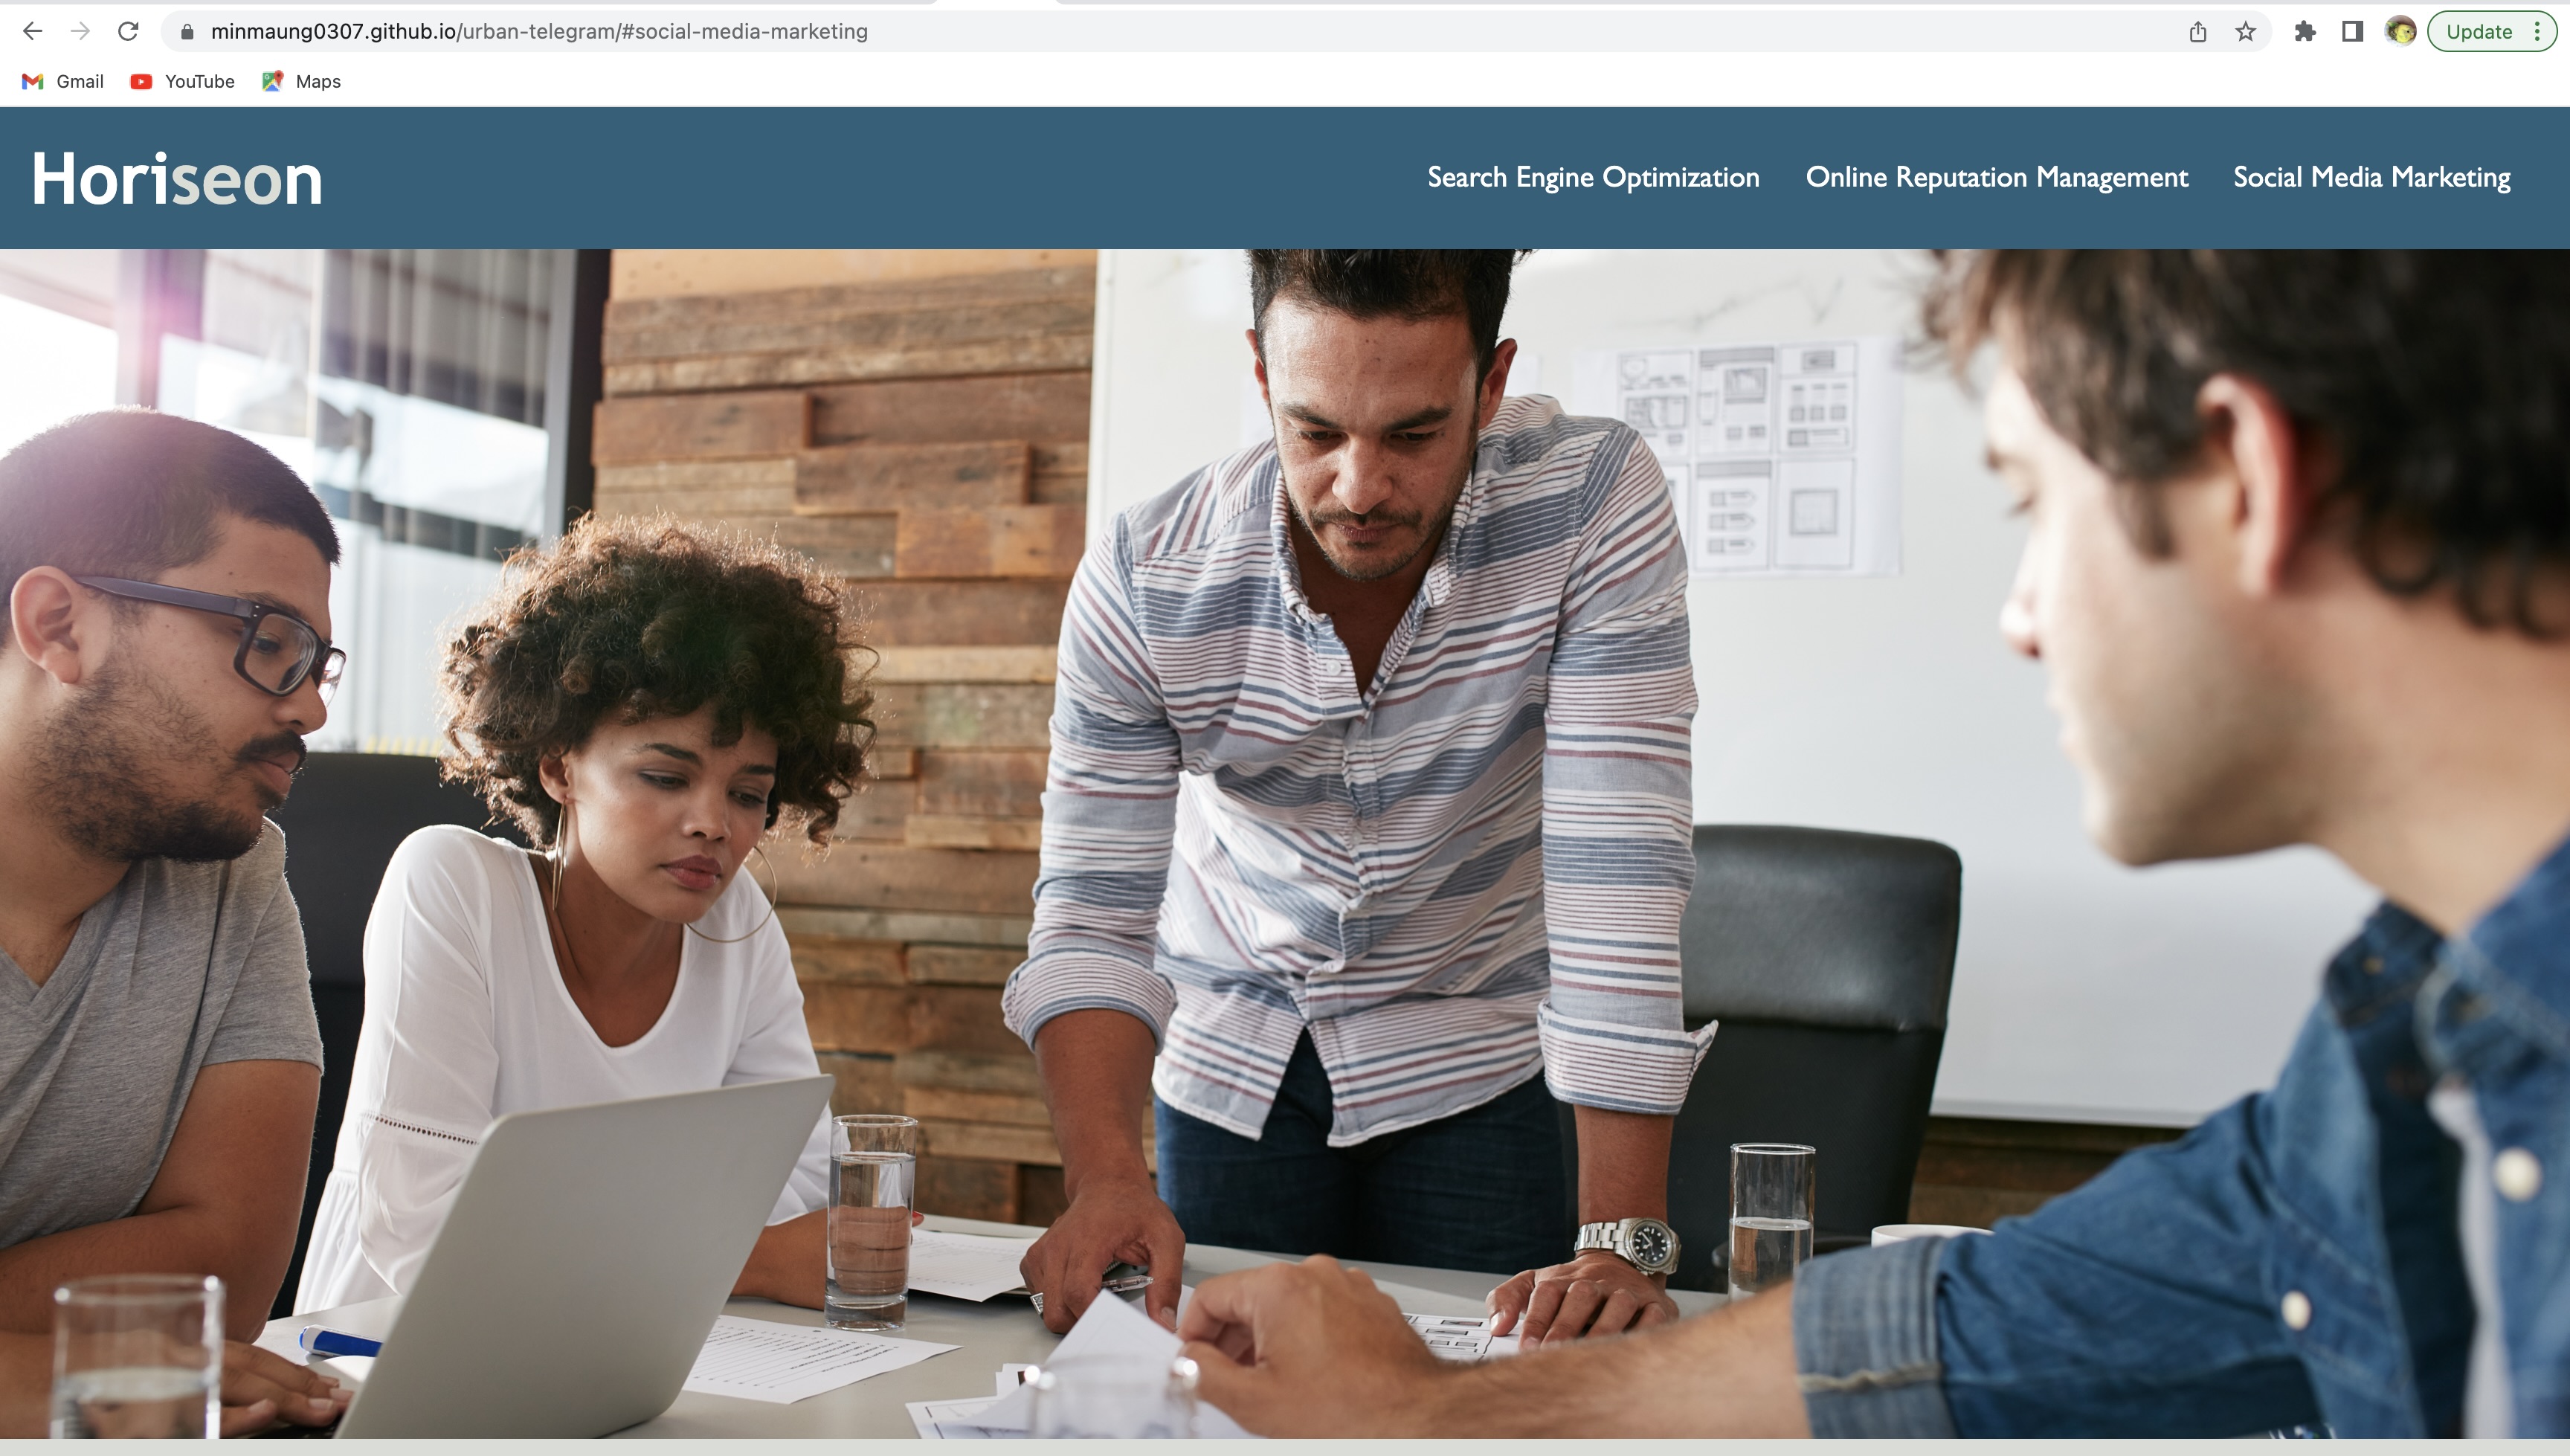 minmaung0307.github.io/urban-telegram/#social-media-marketing
Update
Gmail YouTube Maps
Horiseon
Search Engine Optimization Online Reputation Management Social Media Marketing